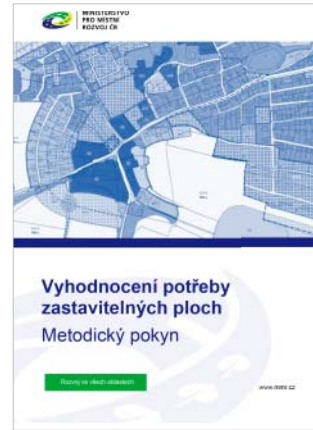 MINISTERSTVO
PRO MÍSTNÍ
ROZVOJ ČR
Vyhodnocení potřeby
zastavitelných ploch
Metodický pokyn
Rozvoj ve všech oblastech
www.mmr.cz